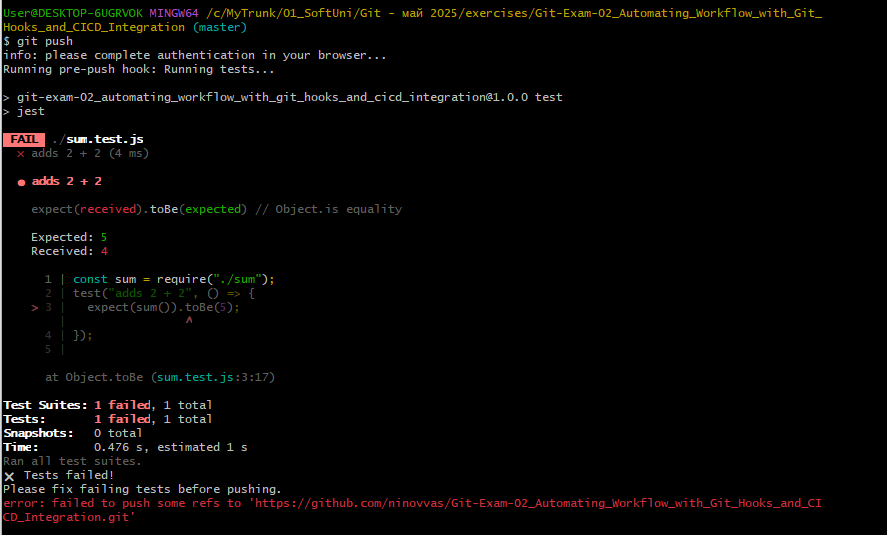 User@DESKTOP-6UGRVOK MINGW64 /c/MyTrunk/01_SoftUni/Git - май 2025/exercises/Git-Exam-02_Automating_Workflow_with_Git_
Hooks_and_CICD_Integration (master)
$ git push
info: please complete authentication in your browser...
Running pre-push hook: Running tests...
> git-exam-02_automating_workflow_with_git_hooks_and_cicd_integration@1.0.0 test
> jest
FAIL ./sum.test.js
× adds 2 + 2 (4 ms)
● adds 2 + 2
expect(received).toBe(expected) // Object.is equality
Expected: 5
Received: 4
1 | const sum = require("./sum");
2 | test("adds 2 + 2", () => {
> 3 |   expect(sum()).toBe(5);
|                 ^
4 | });
5 |
at Object.toBe (sum.test.js:3:17)
Test Suites: 1 failed, 1 total
Tests:       1 failed, 1 total
Snapshots:   0 total
Time:        0.476 s, estimated 1 s
Ran all test suites.
❌ Tests failed!
Please fix failing tests before pushing.
error: failed to push some refs to 'https://github.com/ninovvas/Git-Exam-02_Automating_Workflow_with_Git_Hooks_and_CI
CD_Integration.git'